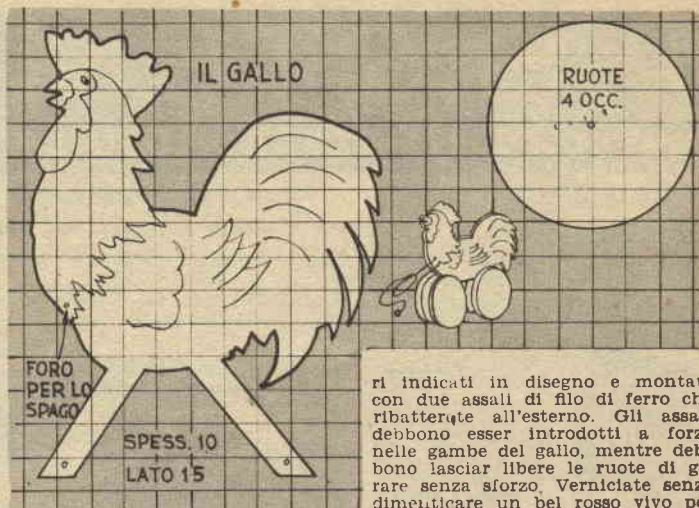 IL GALLO
RUOTE
4 OCC.
FORO
PER LO
SPAGO
SPESS. 10
LATO 15
ri indicati in disegno e montat
con due assali di filo di ferro ch
ribatterete all'esterno. Gli assa
debbono esser introdotti a forz
nelle gambe del gallo, mentre deb
bono lasciar libere le ruote di g
rare senza sforzo. Verniciate senz
dimenticare un bel rosso vivo pe